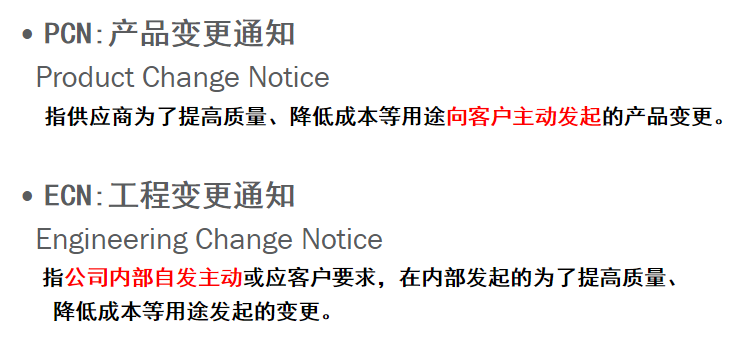 • PCN:产品变更通知
Product Change Notice
指供应商为了提高质量、降低成本等用途向客户主动发起的产品变更。
• ECN:工程变更通知
Engineering Change Notice
指公司内部自发主动或应客户要求，在内部发起的为了提高质量、
降低成本等用途发起的变更。